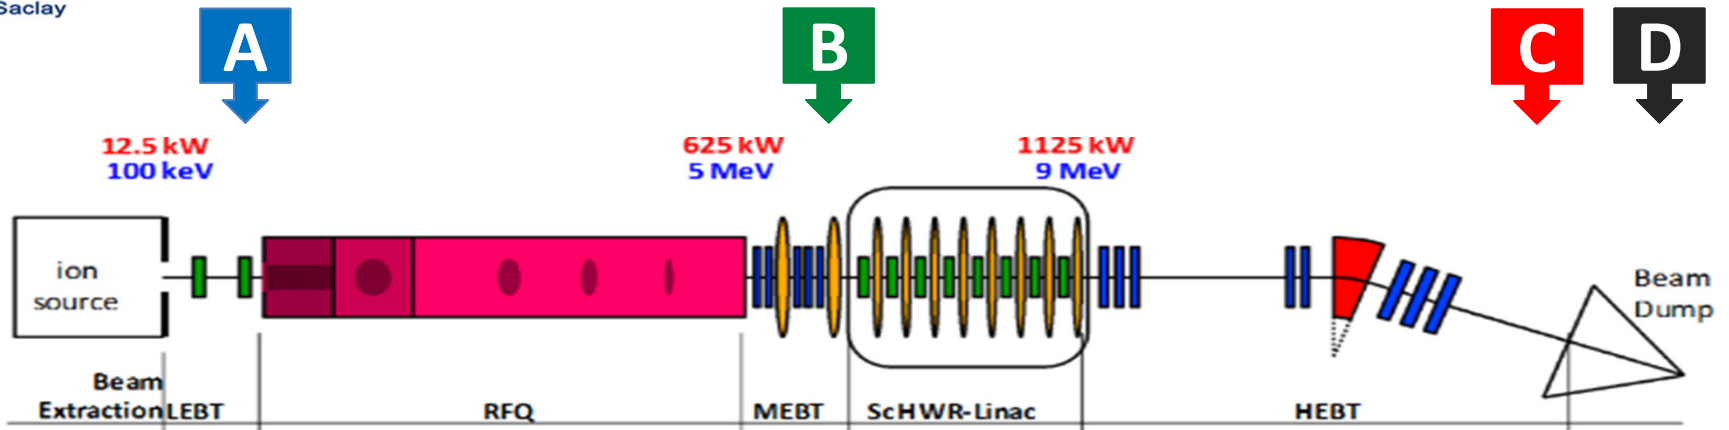 Saclay
A
B
C
D
12.5 kW
100 keV
625 kW
5 MeV
1125 kW
9 MeV
ion
source
Beam
Dump
Beam
Extraction
LEBT
RFQ
MEBT
ScHWR-Linac
HEBT